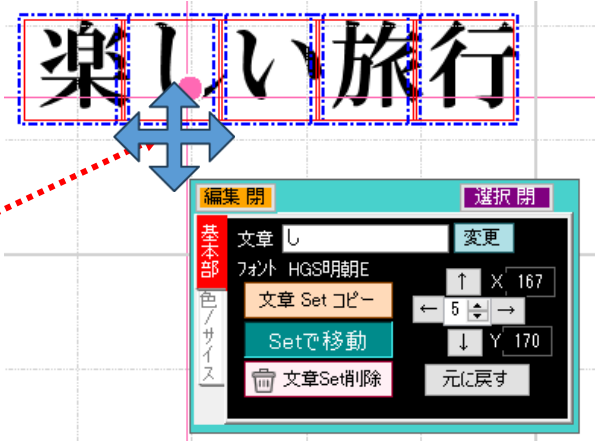 楽しい旅行
編集 閉 選択 閉
基本部
文章 し 変更
フォント HGS明朝E
文章 Set コピー
↑ X 167
← 5 →
Setで移動
↓ Y 170
色/サイズ
文章Set削除 元に戻す